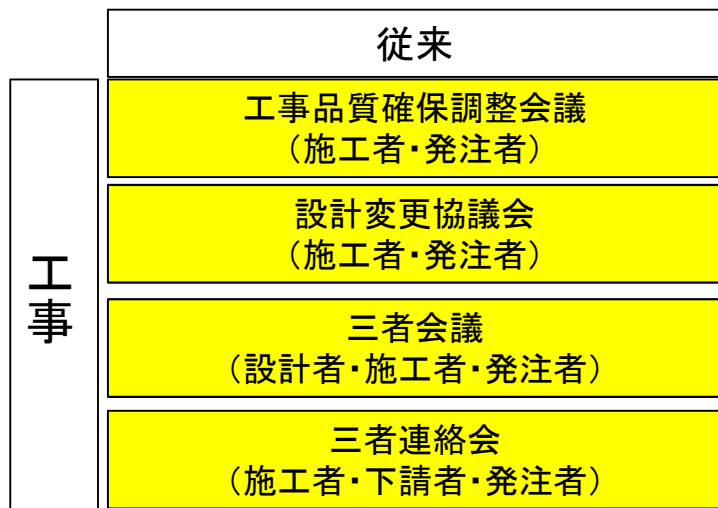 従来
工事
工事品質確保調整会議
（施工者・発注者）
設計変更協議会
（施工者・発注者）
三者会議
（設計者・施工者・発注者）
三者連絡会
（施工者・下請者・発注者）